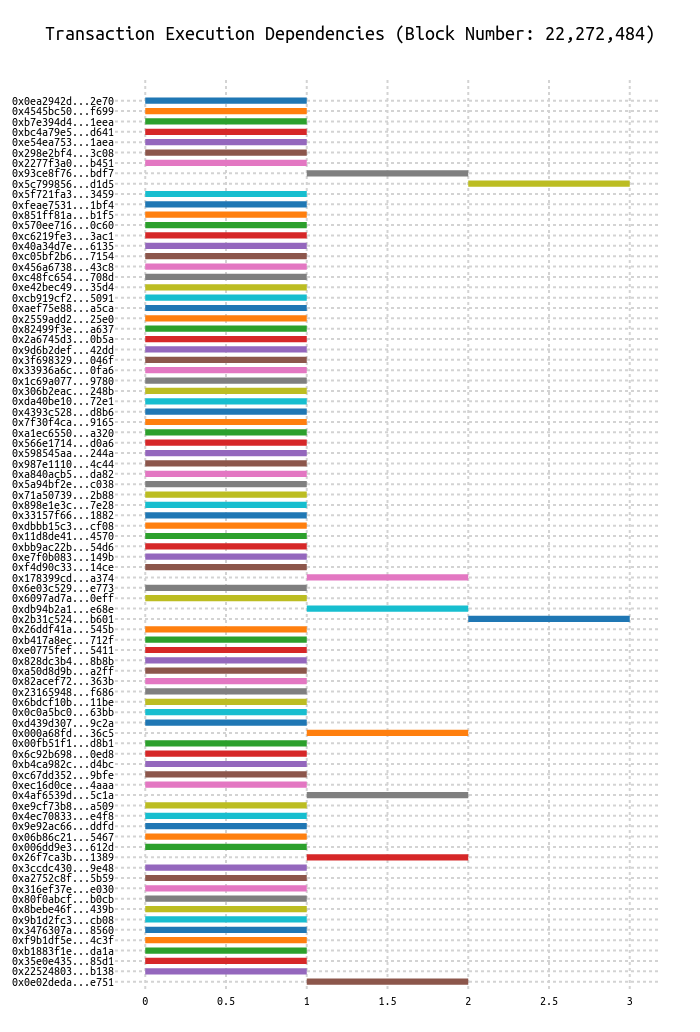 Transaction Execution Dependencies (Block Number: 22,272,484)
0x0ea2942d...2e70
0x4545bc50...f699
0xb7e394d4...1eea
0xbc4a79e5...d641
0xe54ea753...1aea
0x298e2bf4...3c08
0x2277f3a0...b451
0x93ce8f76...bdf7
0x5c799856...d1d5
0x5f721fa3...3459
0xfeae7531...1bf4
0x851ff81a...b1f5
0x570ee716...0c60
0xc6219fe3...3ac1
0x40a34d7e...6135
0xc05bf2b6...7154
0x456a6738...43c8
0xc48fc654...708d
0xe42bec49...35d4
0xcb919cf2...5091
0xaef75e88...a5ca
0x2559add2...25e0
0x82499f3e...a637
0x2a6745d3...0b5a
0x9d6b2def...42dd
0x3f698329...046f
0x33936a6c...0fa6
0x1c69a077...9780
0x306b2eac...248b
0xda40be10...72e1
0x4393c528...d8b6
0x7f30f4ca...9165
0xa1ec6550...a320
0x566e1714...d0a6
0x598545aa...244a
0x987e1110...4c44
0xa840acb5...da82
0x5a94bf2e...c038
0x71a50739...2b88
0x898e1e3c...7e28
0x33157f66...1882
0xdbbb15c3...cf08
0x11d8de41...4570
0xbb9ac22b...54d6
0xe7f0b083...149b
0xf4d90c33...14ce
0x178399cd...a374
0x6e03c529...e773
0x6097ad7a...0eff
0xdb94b2a1...e68e
0x2b31c524...b601
0x26ddf41a...545b
0xb417a8ec...712f
0xe0775fef...5411
0x828dc3b4...8b8b
0xa50d8d9b...a2ff
0x82acef72...363b
0x23165948...f686
0x6bdcf10b...11be
0x0c0a5bc0...63bb
0xd439d307...9c2a
0x000a68fd...36c5
0x00fb51f1...d8b1
0x6c92b698...0ed8
0xb4ca982c...d4bc
0xc67dd352...9bfe
0xec16d0ce...4aaa
0x4af6539d...5c1a
0xe9cf73b8...a509
0x4ec70833...e4f8
0x9e92ac66...ddfd
0x06b86c21...5467
0x006dd9e3...612d
0x26f7ca3b...1389
0x3ccdc430...9e48
0xa2752c8f...5b59
0x316ef37e...e030
0x80f0abcf...b0cb
0x8bebe46f...439b
0x9b1d2fc3...cb08
0x3476307a...8560
0xf9b1df5e...4c3f
0xb1883f1e...da1a
0x35e0e435...85d1
0x22524803...b138
0x0e02deda...e751
0 0.5 1 1.5 2 2.5 3